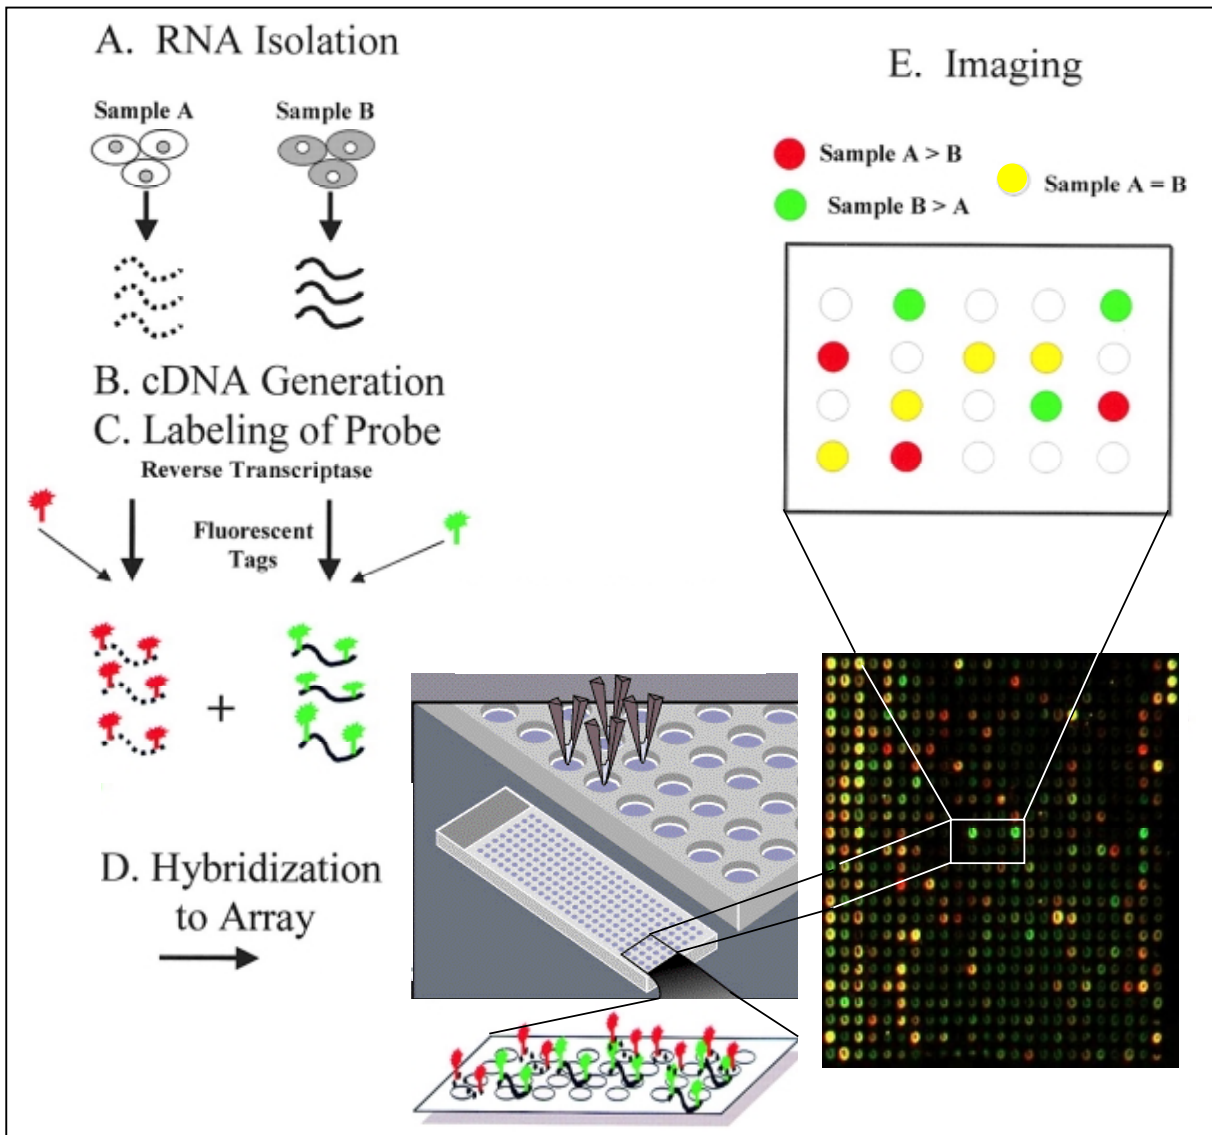 A. RNA Isolation
Sample A
Sample B
B. cDNA Generation
C. Labeling of Probe
Reverse Transcriptase
Fluorescent
Tags
+
D. Hybridization
to Array
E. Imaging
Sample A > B
Sample A = B
Sample B > A